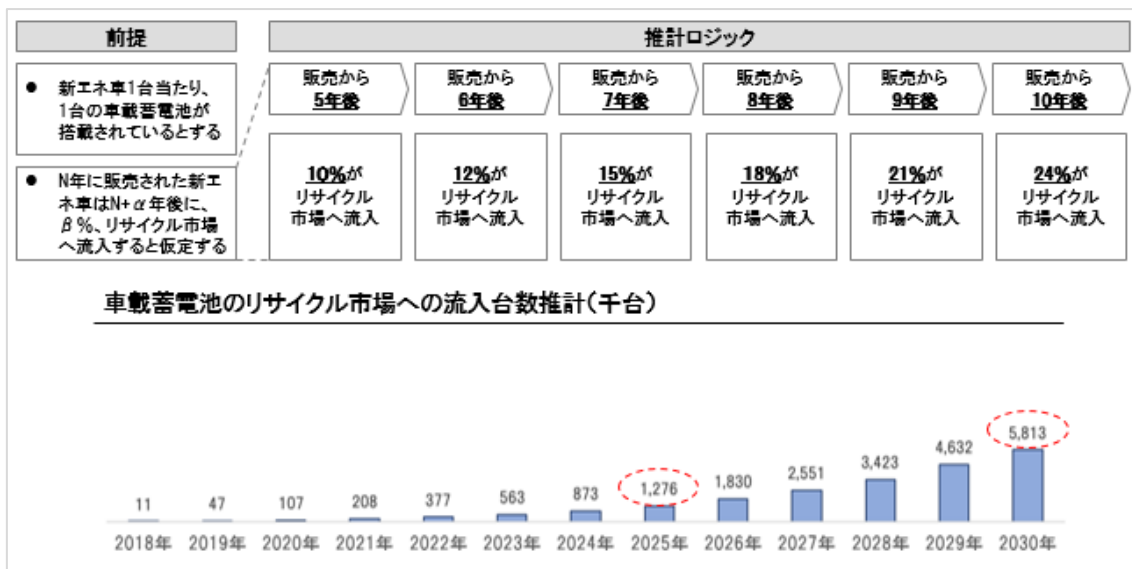 前提
推計ロジック
● 新エネ車1台当たり、
1台の車載蓄電池が
搭載されているとする
● N年に販売された新エ
ネ車はN+α年後に、
β%、リサイクル市場
へ流入すると仮定する
販売から
5年後
販売から
6年後
販売から
7年後
販売から
8年後
販売から
9年後
販売から
10年後
10%が
リサイクル
市場へ流入
12%が
リサイクル
市場へ流入
15%が
リサイクル
市場へ流入
18%が
リサイクル
市場へ流入
21%が
リサイクル
市場へ流入
24%が
リサイクル
市場へ流入
車載蓄電池のリサイクル市場への流入台数推計(千台)
11 47 107 208 377 563 873 1,276 1,830 2,551 3,423 4,632 5,813
2018年 2019年 2020年 2021年 2022年 2023年 2024年 2025年 2026年 2027年 2028年 2029年 2030年